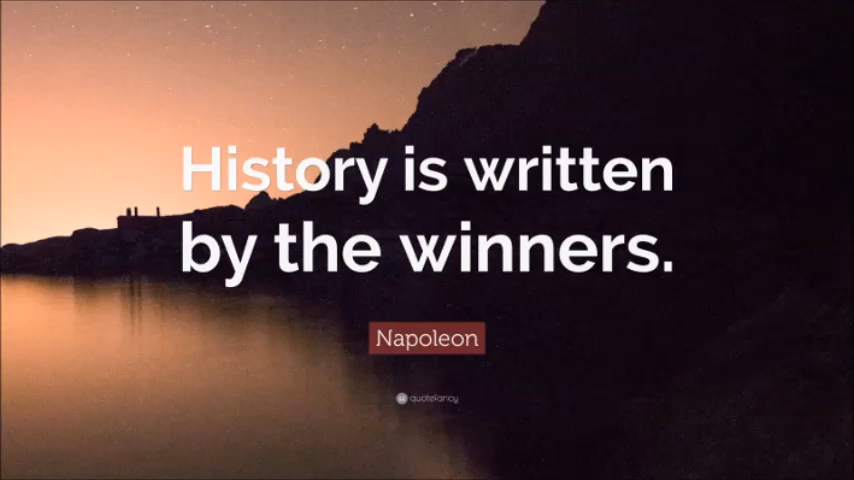 History is written
by the winners.
Napoleon
quotefancy